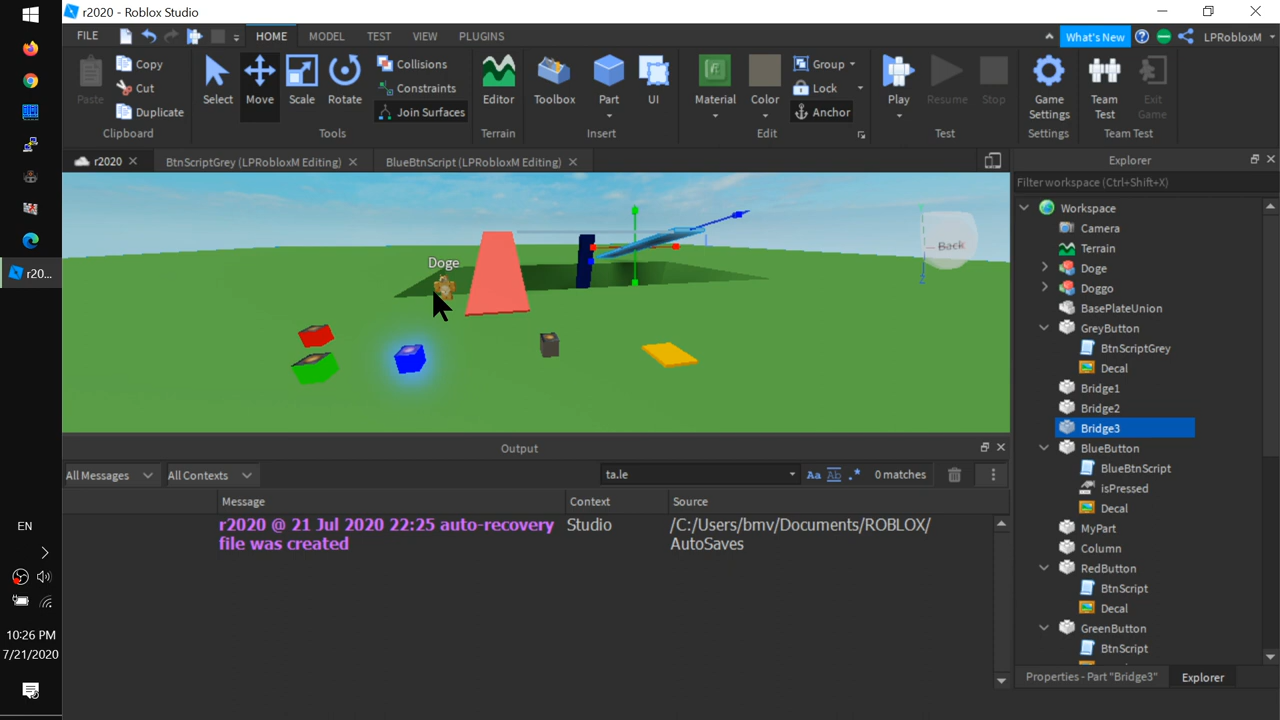 r2020 - Roblox Studio
FILE HOME MODEL TEST VIEW PLUGINS What's New LPRobloxM
Paste Copy Cut Duplicate
Clipboard
Select Move Scale Rotate Collisions Constraints Join Surfaces
Tools
Editor
Terrain
Toolbox Part UI
Insert
Material Color Group Lock Anchor
Edit
Play Resume Stop
Test
Game Settings
Settings
Team Test Exit Game
Team Test
r2020 BtnScriptGrey (LPRobloxM Editing) BlueBtnScript (LPRobloxM Editing)
Doge
Back
Z
Explorer
Filter workspace (Ctrl+Shift+X)
Workspace
Camera
Terrain
Doge
Doggo
BasePlateUnion
GreyButton
BtnScriptGrey
Decal
Bridge1
Bridge2
Bridge3
BlueButton
BlueBtnScript
isPressed
Decal
MyPart
Column
RedButton
BtnScript
Decal
GreenButton
BtnScript
Properties - Part "Bridge3" Explorer
Output
All Messages All Contexts ta.le Aa ab .* 0 matches
Message Context Source
r2020 @ 21 Jul 2020 22:25 auto-recovery file was created Studio /C:/Users/bmv/Documents/ROBLOX/AutoSaves
r20...
EN
10:26 PM
7/21/2020